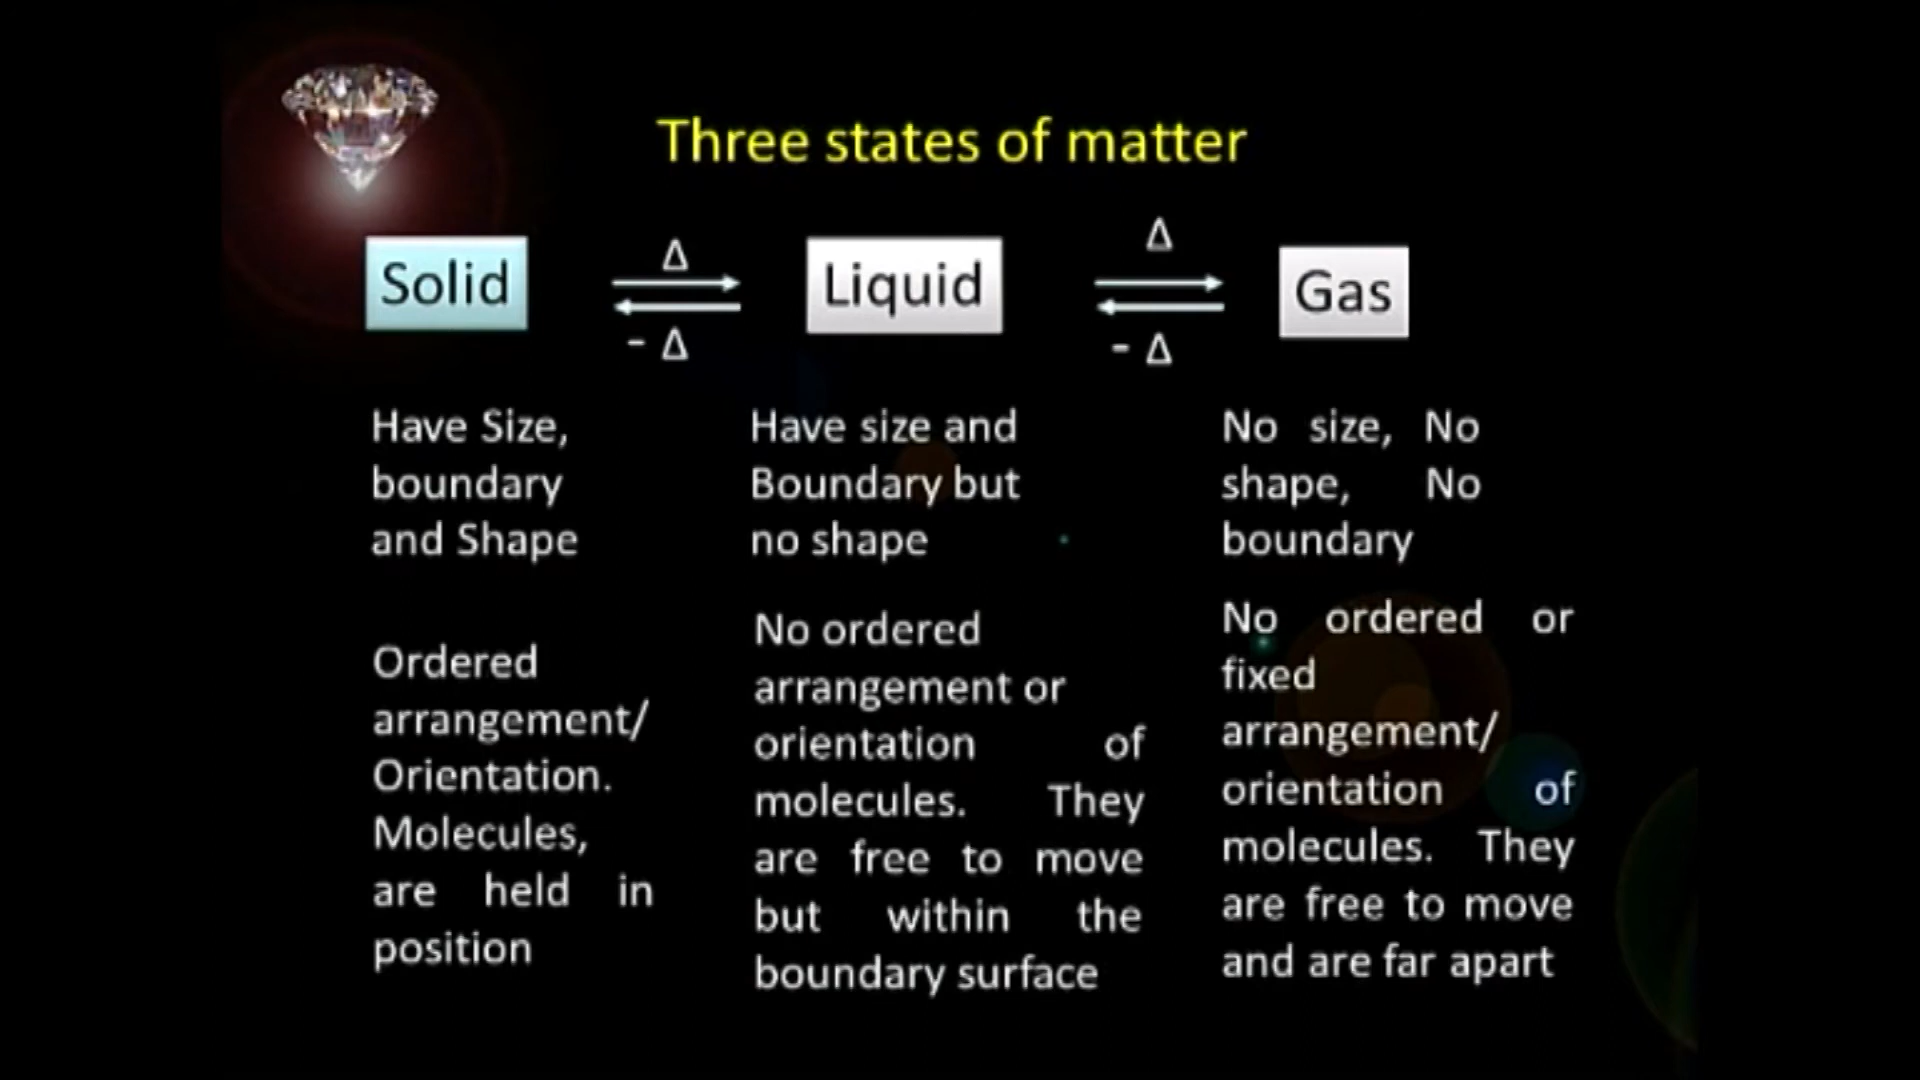 Three states of matter
Solid
Δ
- Δ
Liquid
Δ
- Δ
Gas
Have Size,
boundary
and Shape
Have size and
Boundary but
no shape
No size, No
shape, No
boundary
Ordered
arrangement/
Orientation.
Molecules,
are held in
position
No ordered
arrangement or
orientation of
molecules. They
are free to move
but within the
boundary surface
No ordered or
fixed
arrangement/
orientation of
molecules. They
are free to move
and are far apart